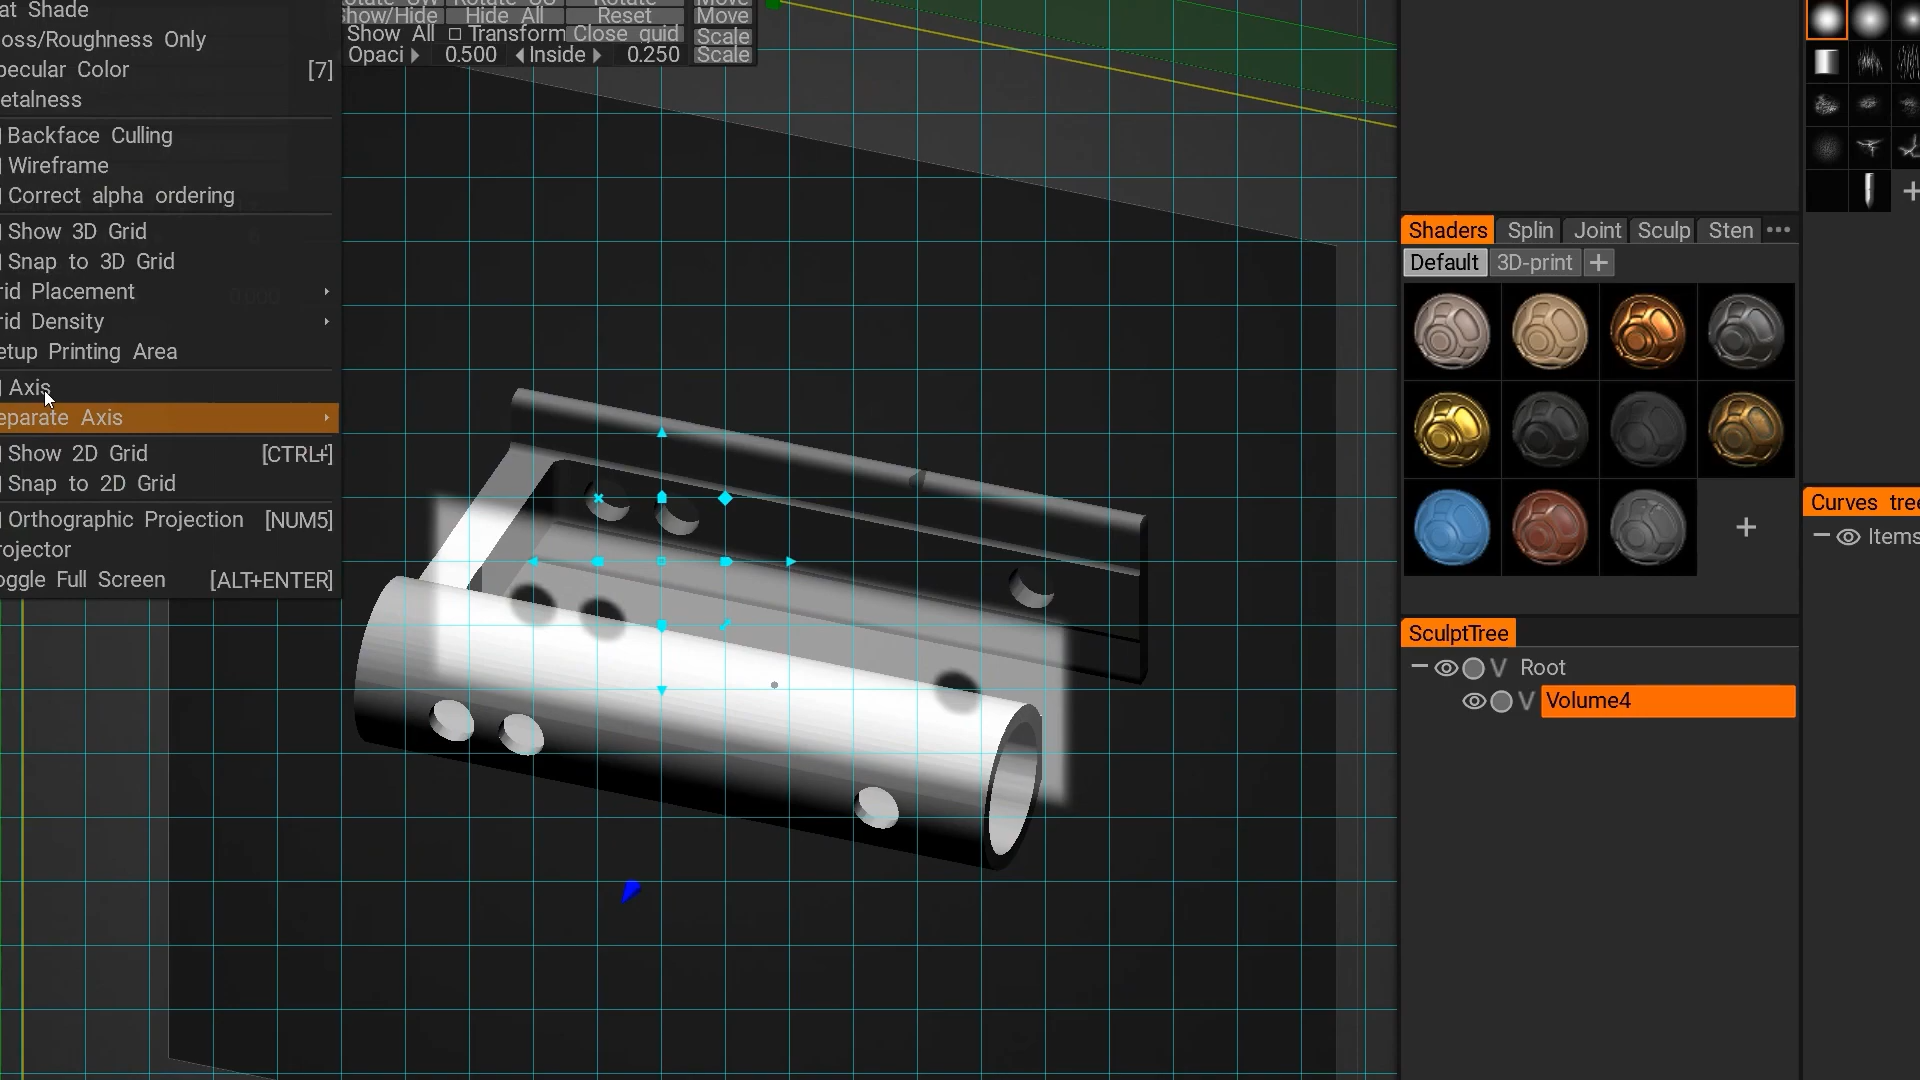 at Shade
oss/Roughness Only
pecular Color [7]
etalness
Backface Culling
Wireframe
Correct alpha ordering
Show 3D Grid
Snap to 3D Grid
rid Placement
rid Density
etup Printing Area
Axis
eparate Axis
Show 2D Grid [CTRL+']
Snap to 2D Grid
Orthographic Projection [NUM5]
rojector
oggle Full Screen [ALT+ENTER]
Show/Hide Hide All Reset Move
Show All Transform Close guid Scale
Opaci 0.500 Inside 0.250 Scale
Shaders Splin Joint Sculp Sten
Default 3D-print +
SculptTree
V Root
V Volume4
Curves tree
Items